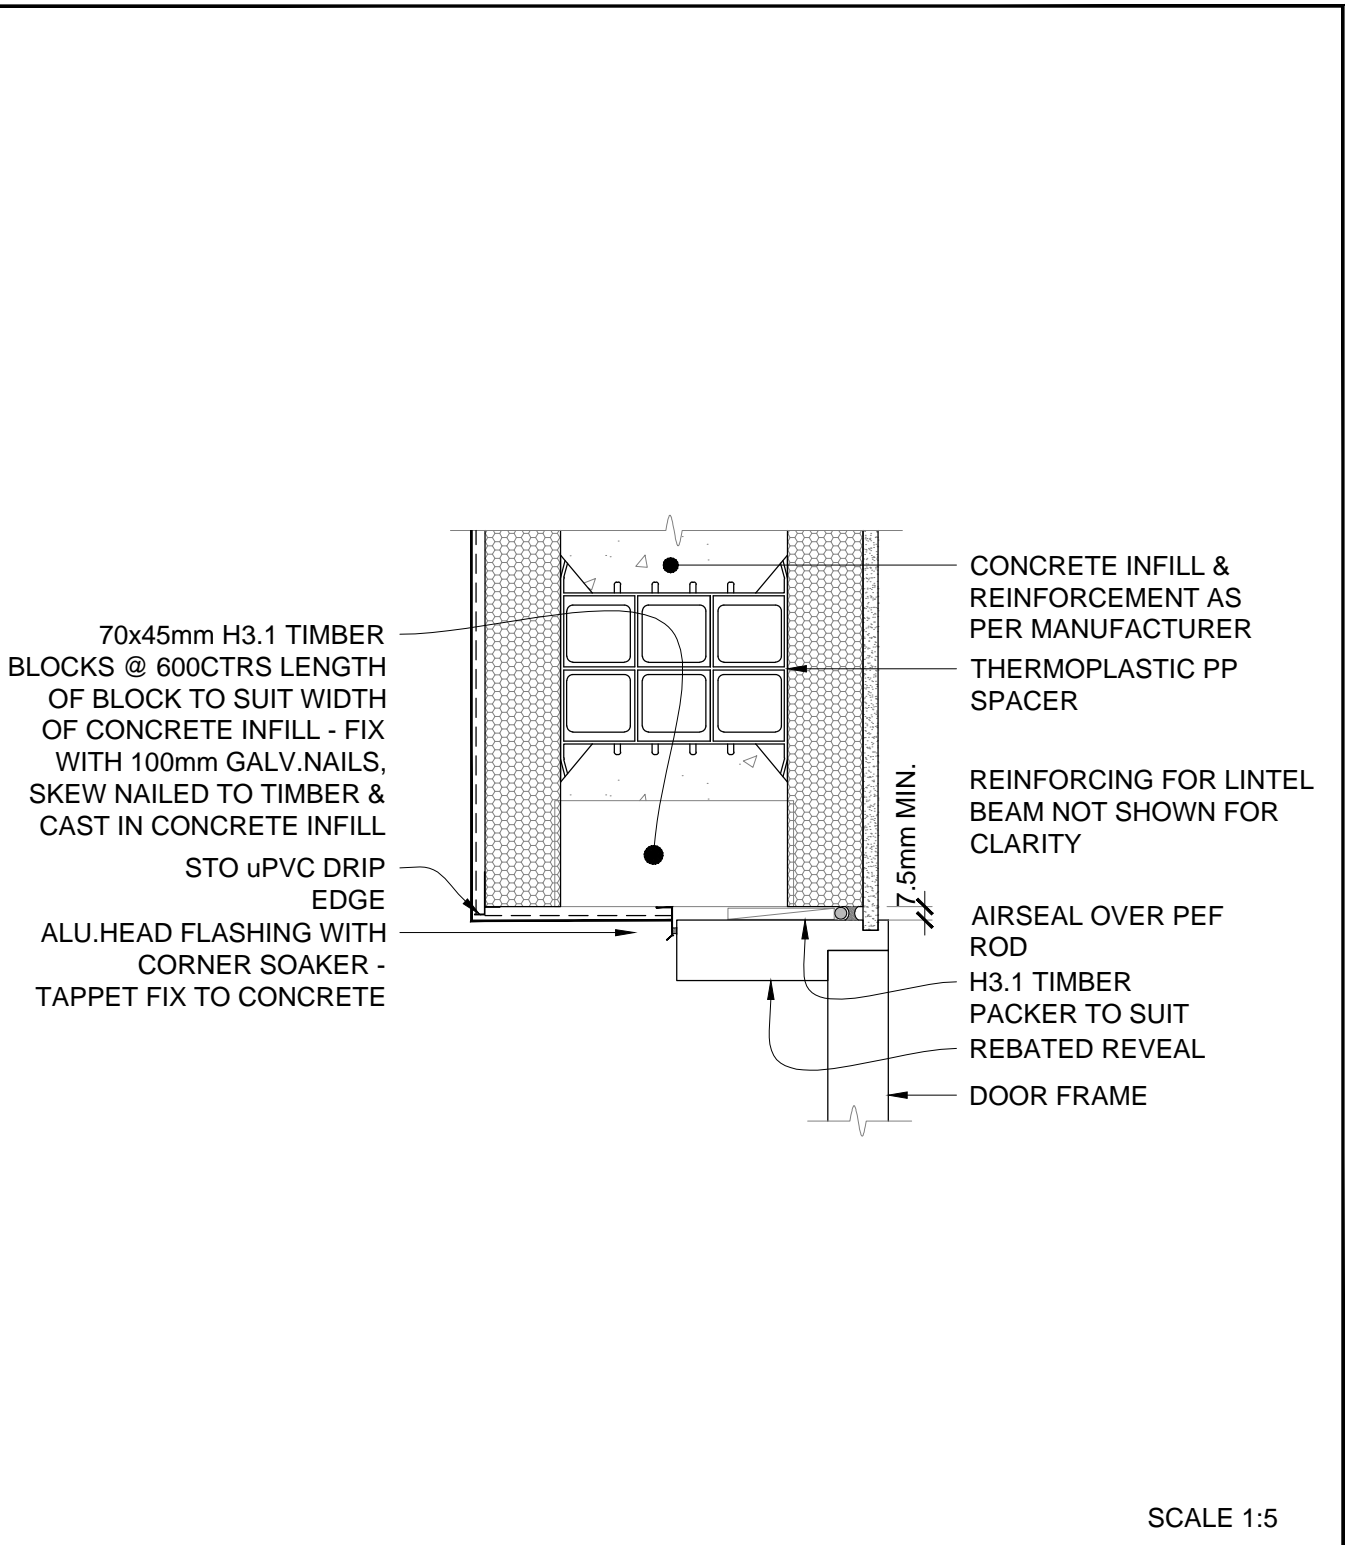 70x45mm H3.1 TIMBER
BLOCKS @ 600CTRS LENGTH
OF BLOCK TO SUIT WIDTH
OF CONCRETE INFILL - FIX
WITH 100mm GALV.NAILS,
SKEW NAILED TO TIMBER &
CAST IN CONCRETE INFILL
STO uPVC DRIP
EDGE
ALU.HEAD FLASHING WITH
CORNER SOAKER -
TAPPET FIX TO CONCRETE
7.5mm MIN.
CONCRETE INFILL &
REINFORCEMENT AS
PER MANUFACTURER
THERMOPLASTIC PP
SPACER
REINFORCING FOR LINTEL
BEAM NOT SHOWN FOR
CLARITY
AIRSEAL OVER PEF
ROD
H3.1 TIMBER
PACKER TO SUIT
REBATED REVEAL
DOOR FRAME
SCALE 1:5